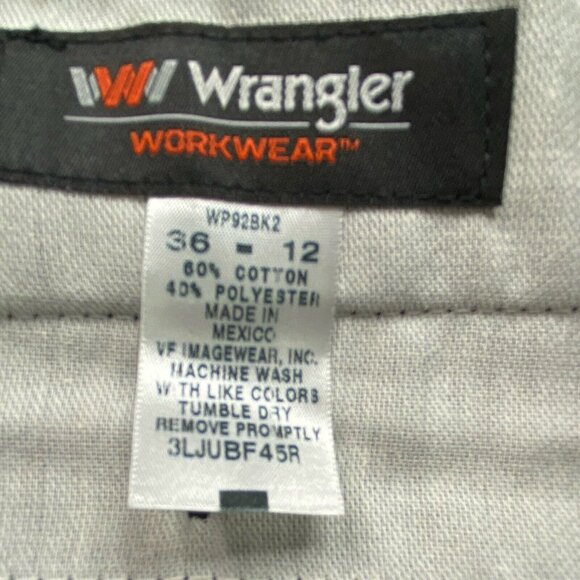 Wrangler
WORKWEAR™
WP92BK2
36 - 12
60% COTTON
40% POLYESTER
MADE IN
MEXICO
VF IMAGEWEAR, INC.
MACHINE WASH
WITH LIKE COLORS
TUMBLE DRY
REMOVE PROMPTLY
3LJUBF45R